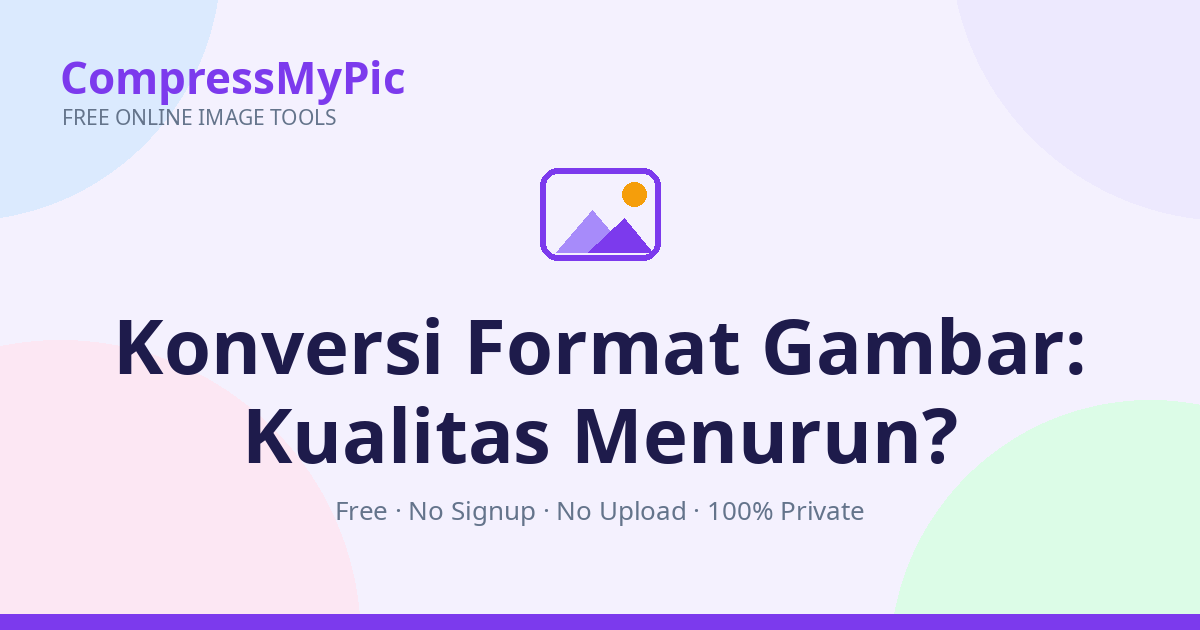 CompressMyPic
FREE ONLINE IMAGE TOOLS
Konversi Format Gambar:
Kualitas Menurun?
Free · No Signup · No Upload · 100% Private